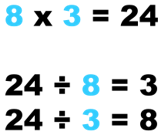 8 x 3 = 24
24 ÷ 8 = 3
24 ÷ 3 = 8